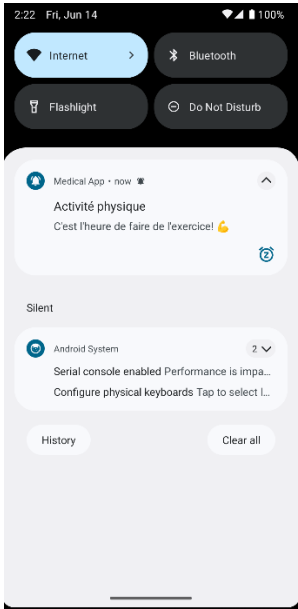 2:22 Fri, Jun 14 100%
Internet
Bluetooth
Flashlight
Do Not Disturb
Medical App • now
Activité physique
C'est l'heure de faire de l'exercice! 💪
Silent
Android System 2
Serial console enabled Performance is impa...
Configure physical keyboards Tap to select l...
History
Clear all